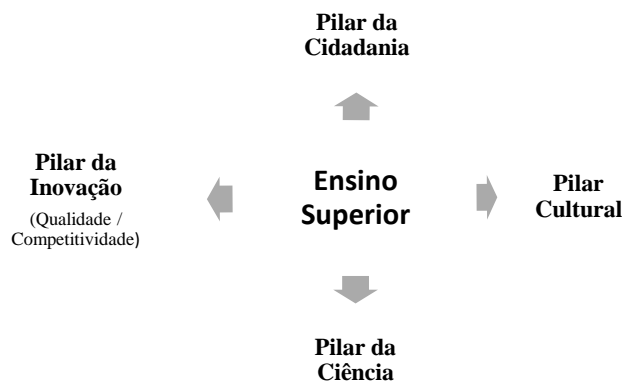 Pilar da
Cidadania
Pilar da
Inovação
(Qualidade /
Competitividade)
Ensino
Superior
Pilar
Cultural
Pilar da
Ciência